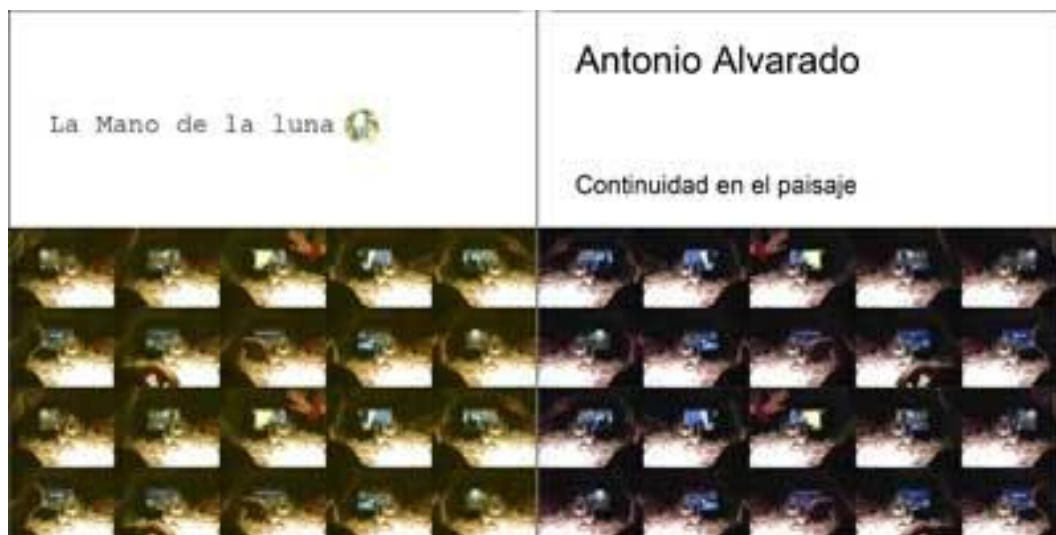 La Mano de la luna
Antonio Alvarado
Continuidad en el paisaje